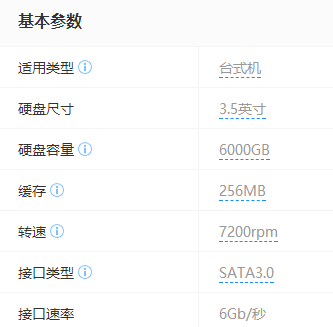 基本参数
适用类型 台式机
硬盘尺寸 3.5英寸
硬盘容量 6000GB
缓存 256MB
转速 7200rpm
接口类型 SATA3.0
接口速率 6Gb/秒